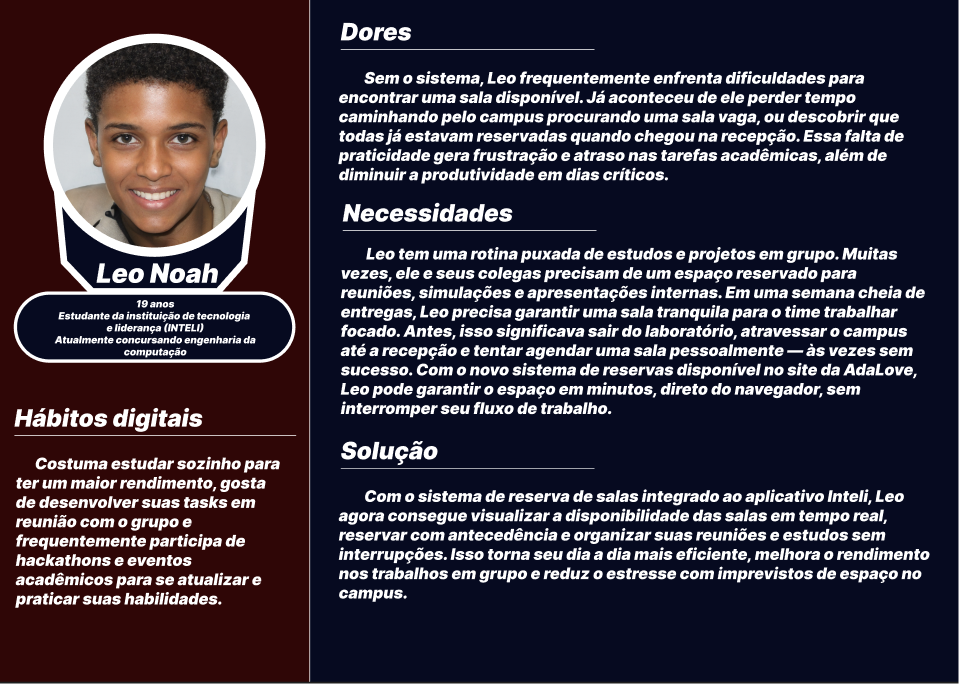 Leo Noah
19 anos
Estudante da instituição de tecnologia
e liderança (INTELI)
Atualmente concursando engenharia da
computação
Hábitos digitais
Costuma estudar sozinho para
ter um maior rendimento, gosta
de desenvolver suas tasks em
reunião com o grupo e
frequentemente participa de
hackathons e eventos
acadêmicos para se atualizar e
praticar suas habilidades.
Dores
Sem o sistema, Leo frequentemente enfrenta dificuldades para
encontrar uma sala disponível. Já aconteceu de ele perder tempo
caminhando pelo campus procurando uma sala vaga, ou descobrir que
todas já estavam reservadas quando chegou na recepção. Essa falta de
praticidade gera frustração e atraso nas tarefas acadêmicas, além de
diminuir a produtividade em dias críticos.
Necessidades
Leo tem uma rotina puxada de estudos e projetos em grupo. Muitas
vezes, ele e seus colegas precisam de um espaço reservado para
reuniões, simulações e apresentações internas. Em uma semana cheia de
entregas, Leo precisa garantir uma sala tranquila para o time trabalhar
focado. Antes, isso significava sair do laboratório, atravessar o campus
até a recepção e tentar agendar uma sala pessoalmente — às vezes sem
sucesso. Com o novo sistema de reservas disponível no site da AdaLove,
Leo pode garantir o espaço em minutos, direto do navegador, sem
interromper seu fluxo de trabalho.
Solução
Com o sistema de reserva de salas integrado ao aplicativo Inteli, Leo
agora consegue visualizar a disponibilidade das salas em tempo real,
reservar com antecedência e organizar suas reuniões e estudos sem
interrupções. Isso torna seu dia a dia mais eficiente, melhora o rendimento
nos trabalhos em grupo e reduz o estresse com imprevistos de espaço no
campus.